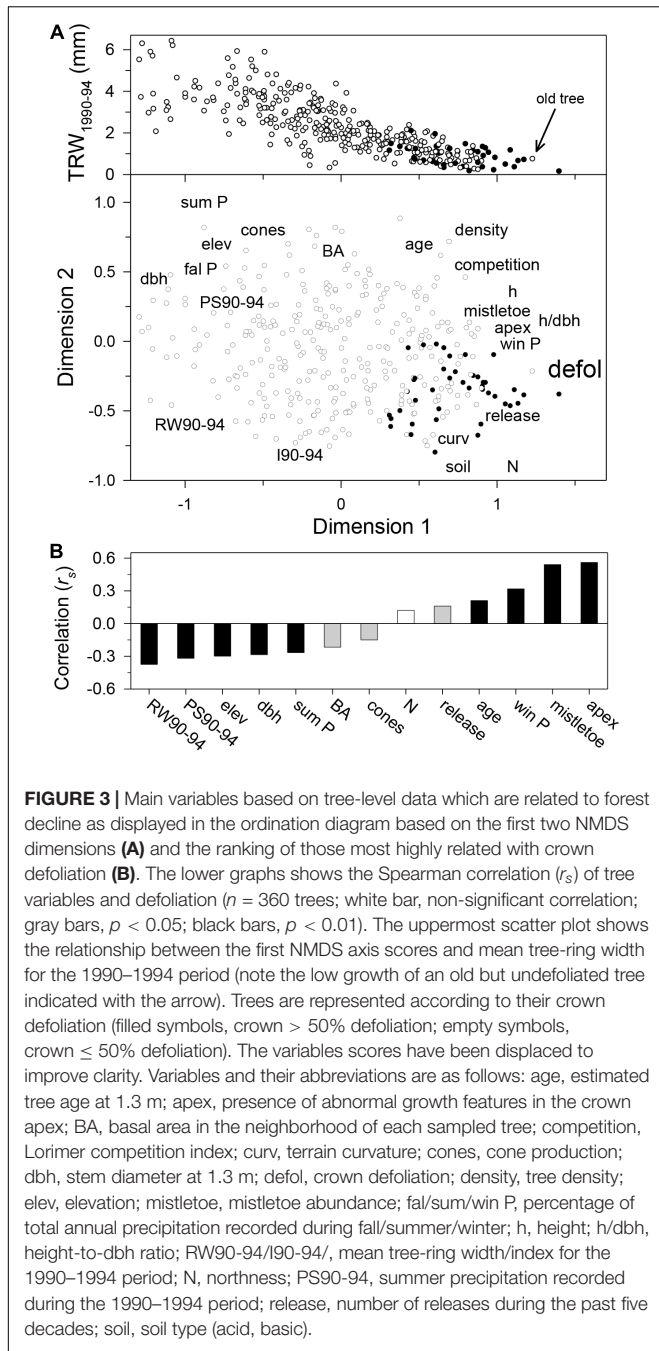 A
TRW1990-94 (mm)
6
4
2
0
old tree
Dimension 2
1.0
0.5
0.0
-0.5
-1.0
sum P
elev
cones
BA
age
density
dbh
fal P
competition
PS90-94
h
mistletoe
apex
h/dbh
win P
defol
RW90-94
release
I90-94
curv
soil
N
-1
0
1
Dimension 1
B
Correlation (rs)
0.6
0.3
0.0
-0.3
-0.6
RW90-94
PS90-94
elev
dbh
sum P
BA
cones
N
release
age
win P
mistletoe
apex
FIGURE 3 | Main variables based on tree-level data which are related to forest
decline as displayed in the ordination diagram based on the first two NMDS
dimensions (A) and the ranking of those most highly related with crown
defoliation (B). The lower graphs shows the Spearman correlation (rs) of tree
variables and defoliation (n = 360 trees; white bar, non-significant correlation;
gray bars, p < 0.05; black bars, p < 0.01). The uppermost scatter plot shows
the relationship between the first NMDS axis scores and mean tree-ring width
for the 1990–1994 period (note the low growth of an old but undefoliated tree
indicated with the arrow). Trees are represented according to their crown
defoliation (filled symbols, crown > 50% defoliation; empty symbols,
crown ≤ 50% defoliation). The variables scores have been displaced to
improve clarity. Variables and their abbreviations are as follows: age, estimated
tree age at 1.3 m; apex, presence of abnormal growth features in the crown
apex; BA, basal area in the neighborhood of each sampled tree; competition,
Lorimer competition index; curv, terrain curvature; cones, cone production;
dbh, stem diameter at 1.3 m; defol, crown defoliation; density, tree density;
elev, elevation; mistletoe, mistletoe abundance; fal/sum/win P, percentage of
total annual precipitation recorded during fall/summer/winter; h, height; h/dbh,
height-to-dbh ratio; RW90-94/I90-94/, mean tree-ring width/index for the
1990–1994 period; N, northness; PS90-94, summer precipitation recorded
during the 1990–1994 period; release, number of releases during the past five
decades; soil, soil type (acid, basic).